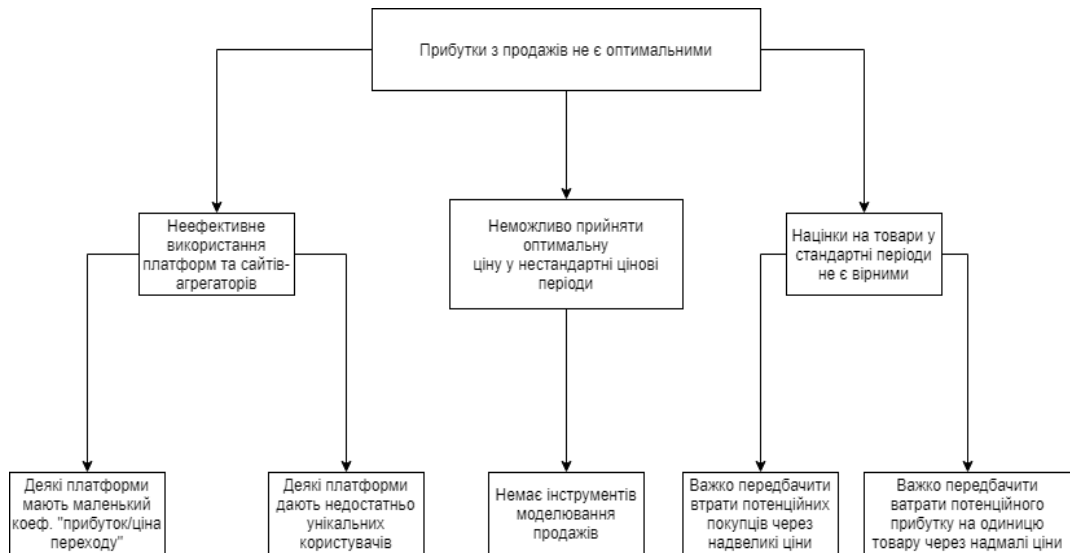 Прибутки з продажів не є оптимальними
Неефективне
використання
платформ та сайтів-
агрегаторів
Неможливо прийняти
оптимальну
ціну у нестандартні цінові
періоди
Націнки на товари у
стандартні періоди
не є вірними
Деякі платформи
мають маленький
коеф. "прибуток/ціна
переходу"
Деякі платформи
дають недостатньо
унікальних
користувачів
Немає інструментів
моделювання
продажів
Важко передбачити
втрати потенційних
покупців через
надвеликі ціни
Важко передбачити
ватрати потенційного
прибутку на одиницю
товару через надмалі ціни